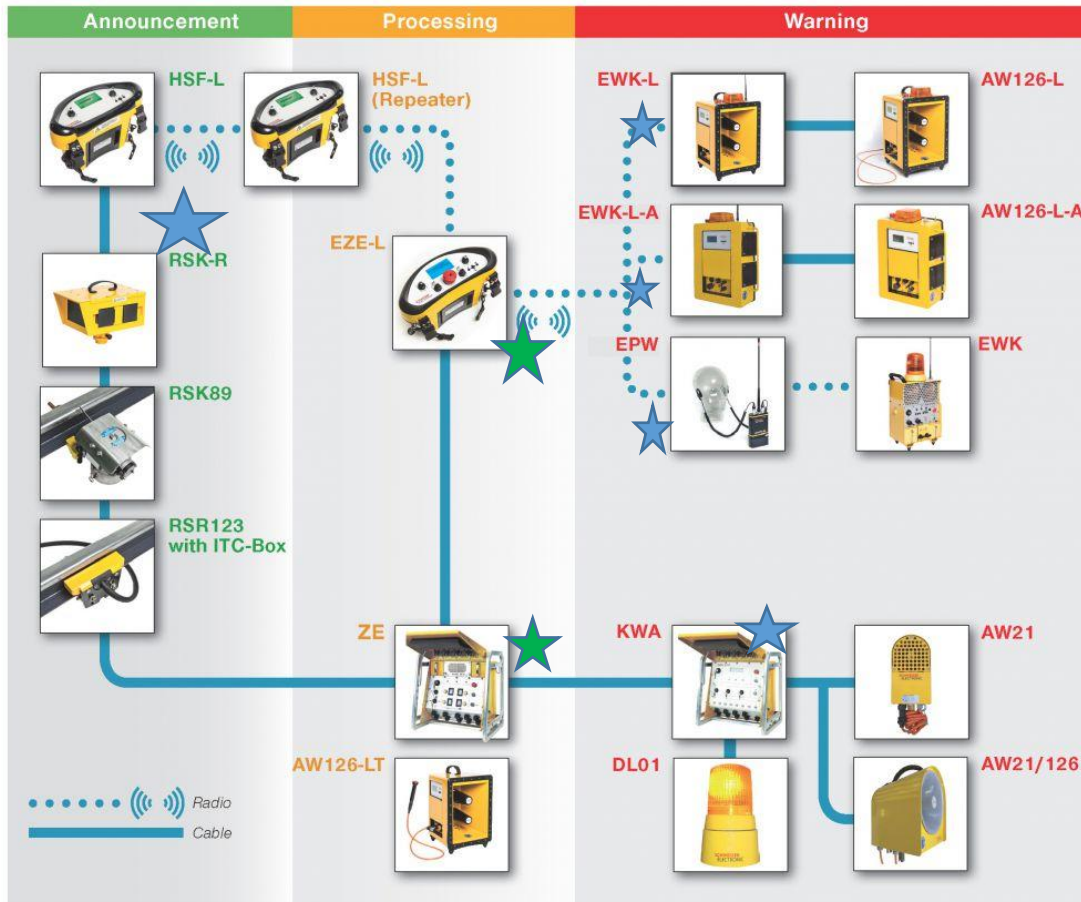 Announcement
Processing
Warning
HSF-L
HSF-L
(Repeater)
EWK-L
AW126-L
EWK-L-A
AW126-L-A
RSK-R
EZE-L
EPW
EWK
RSK89
RSR123
with ITC-Box
ZE
KWA
AW21
AW126-LT
DL01
AW21/126
Radio
Cable